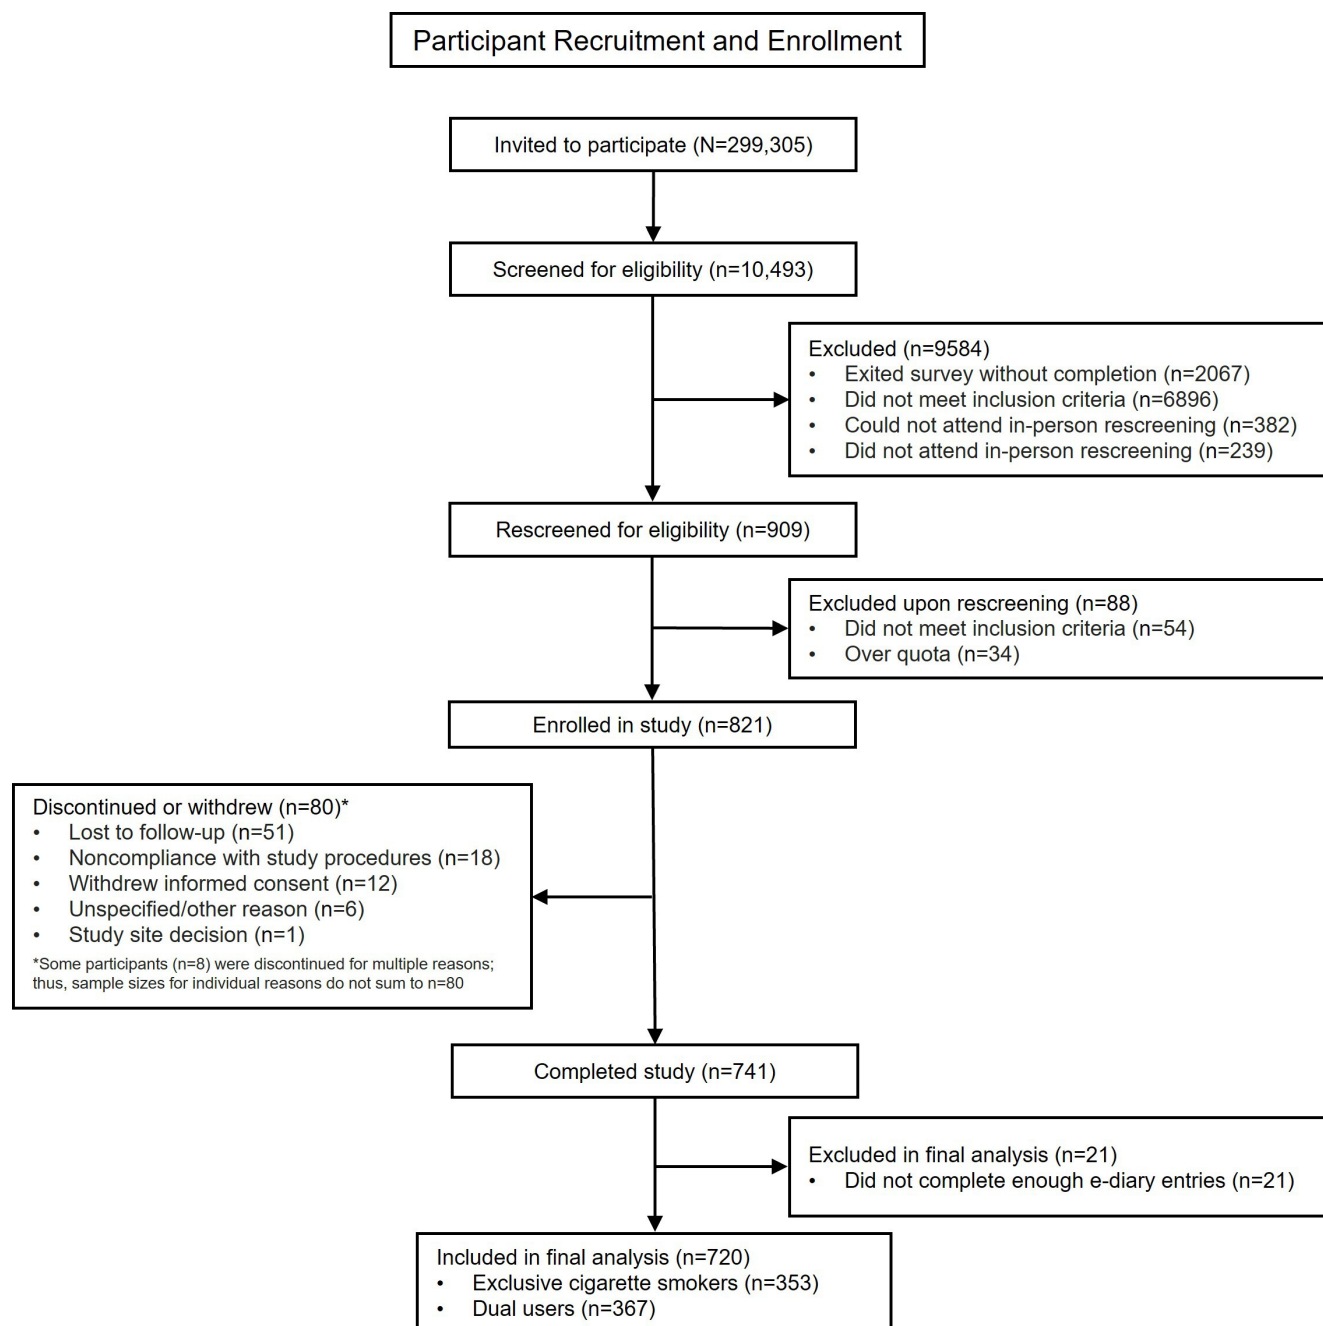 Participant Recruitment and Enrollment
Invited to participate (N=299,305)
Screened for eligibility (n=10,493)
Excluded (n=9584)
• Exited survey without completion (n=2067)
• Did not meet inclusion criteria (n=6896)
• Could not attend in-person rescreening (n=382)
• Did not attend in-person rescreening (n=239)
Rescreened for eligibility (n=909)
Excluded upon rescreening (n=88)
• Did not meet inclusion criteria (n=54)
• Over quota (n=34)
Enrolled in study (n=821)
Discontinued or withdrew (n=80)*
• Lost to follow-up (n=51)
• Noncompliance with study procedures (n=18)
• Withdrew informed consent (n=12)
• Unspecified/other reason (n=6)
• Study site decision (n=1)
*Some participants (n=8) were discontinued for multiple reasons;
thus, sample sizes for individual reasons do not sum to n=80
Completed study (n=741)
Excluded in final analysis (n=21)
• Did not complete enough e-diary entries (n=21)
Included in final analysis (n=720)
• Exclusive cigarette smokers (n=353)
• Dual users (n=367)